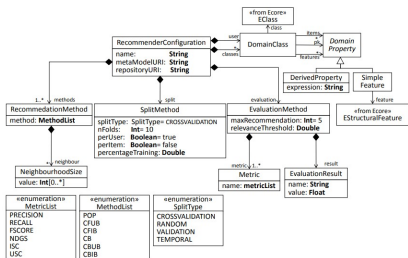 «from Ecore»
EClass
class
RecommenderConfiguration
name: String
metaModelURI: String
repositoryURI: String
user
*
classes
DomainClass
items
*
pk
*
features
Domain
Property
DerivedProperty
expression: String
Simple
Feature
feature
«from Ecore»
EStructuralFeature
1..*
methods
RecommedationMethod
method: MethodList
split
SplitMethod
splitType: SplitType= CROSSVALIDATION
nFolds: Int= 10
perUser: Boolean= true
perItem: Boolean= false
percentageTraining: Double
evaluation
EvaluationMethod
maxRecommendation: Int= 5
relevanceThreshold: Double
*
neighbour
NeighbourhoodSize
value: Int[0..*]
metric
1..*
Metric
name: metricList
result
EvaluationResult
name: String
value: Float
«enumeration»
MetricList
PRECISION
RECALL
FSCORE
NDGS
ISC
USC
«enumeration»
MethodList
POP
CFUB
CFIB
CB
CBUB
CBIB
«enumeration»
SplitType
CROSSVALIDATION
RANDOM
VALIDATION
TEMPORAL